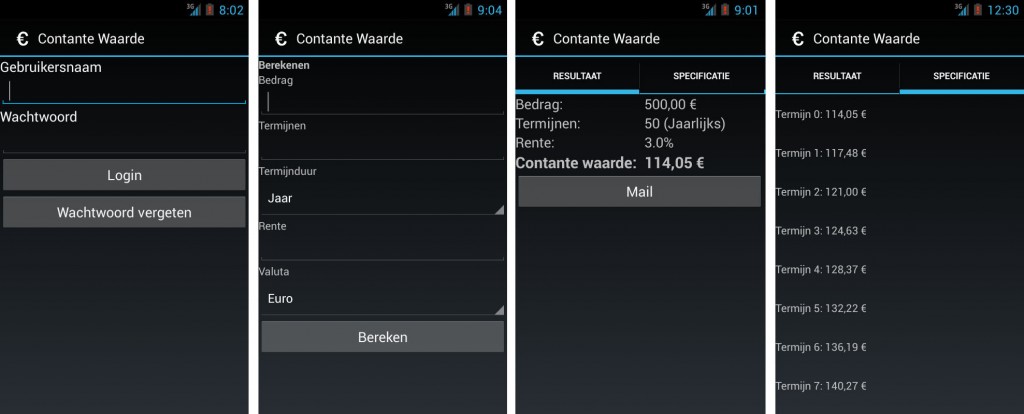 3G 8:02
€ Contante Waarde
Gebruikersnaam
Wachtwoord
Login
Wachtwoord vergeten
3G 9:04
€ Contante Waarde
Berekenen
Bedrag
Termijnen
Termijnduur
Jaar
Rente
Valuta
Euro
Bereken
3G 9:01
€ Contante Waarde
RESULTAAT SPECIFICATIE
Bedrag: 500,00 €
Termijnen: 50 (Jaarlijks)
Rente: 3.0%
Contante waarde: 114,05 €
Mail
3G 12:30
€ Contante Waarde
RESULTAAT SPECIFICATIE
Termijn 0: 114,05 €
Termijn 1: 117,48 €
Termijn 2: 121,00 €
Termijn 3: 124,63 €
Termijn 4: 128,37 €
Termijn 5: 132,22 €
Termijn 6: 136,19 €
Termijn 7: 140,27 €